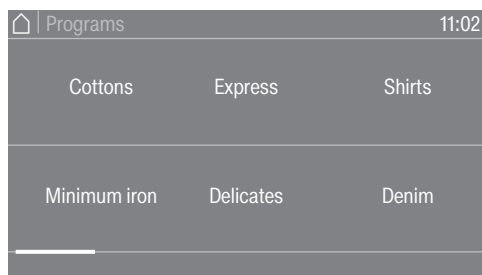 Programs 11:02
Cottons Express Shirts
Minimum iron Delicates Denim